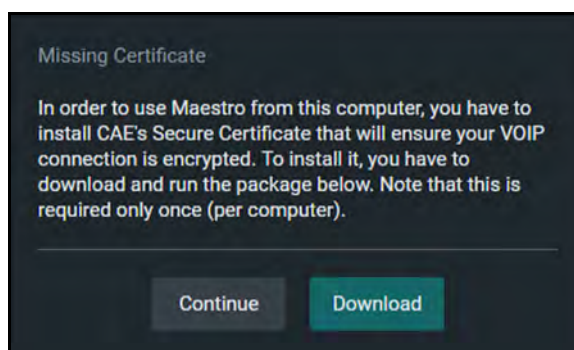 Missing Certificate
In order to use Maestro from this computer, you have to
install CAE's Secure Certificate that will ensure your VOIP
connection is encrypted. To install it, you have to
download and run the package below. Note that this is
required only once (per computer).
Continue
Download